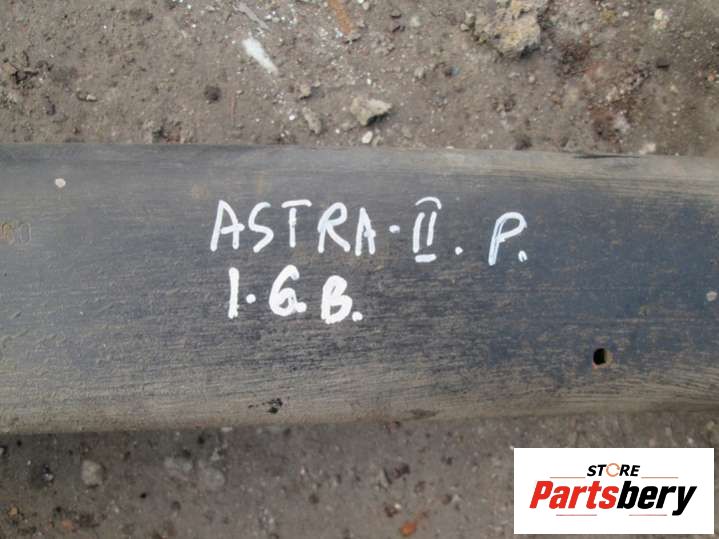 ASTRA-II. P.
1.6.B.
STORE
Partsbery